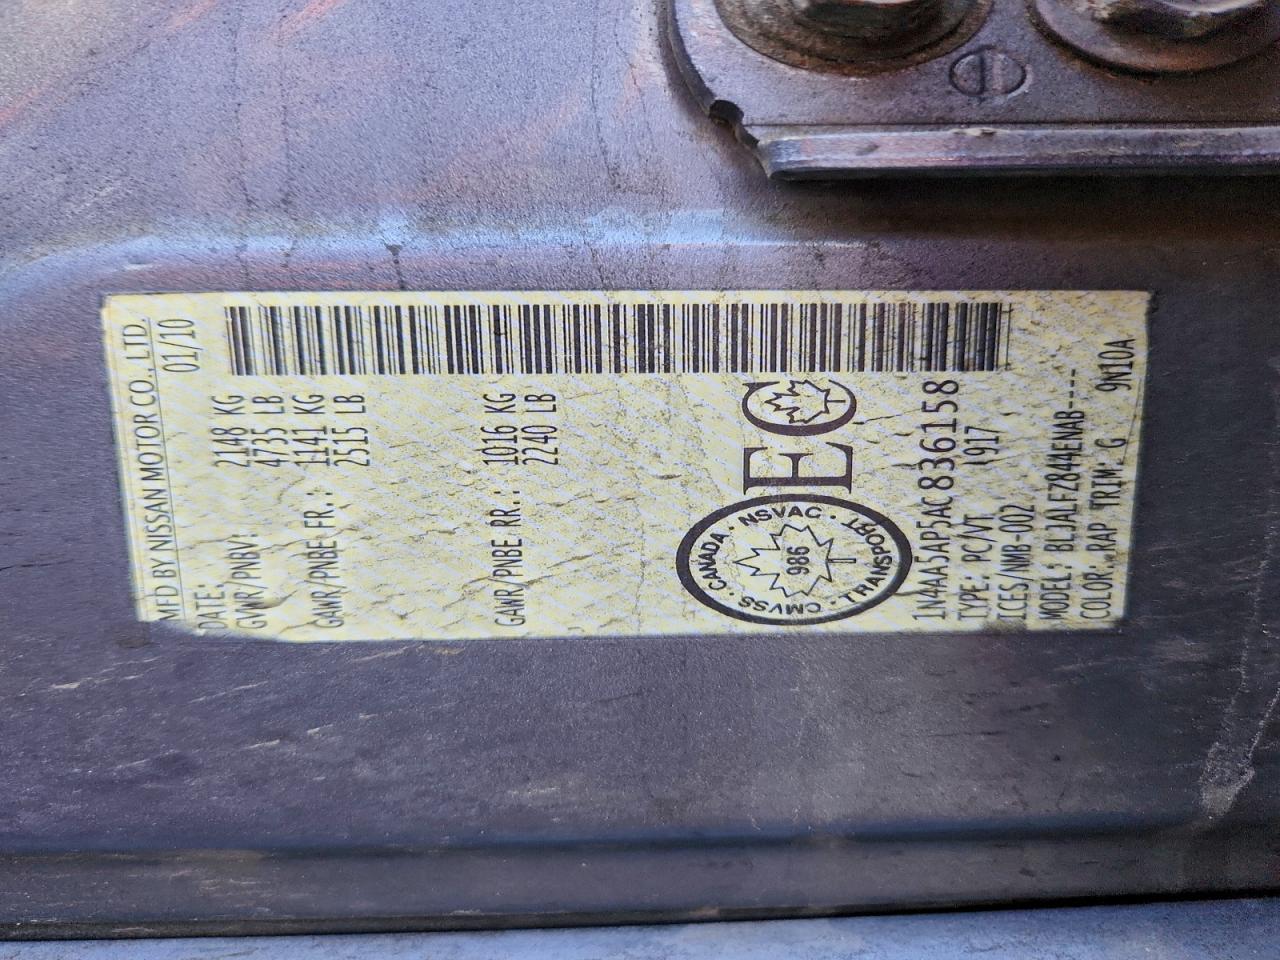 MFD BY NISSAN MOTOR CO., LTD.
DATE: 01/10
GVWR/PNBV: 2148 KG
4735 LB
GAWR/PNBE FR.: 1141 KG
2515 LB
GAWR/PNBE RR.: 1016 KG
2240 LB
CANADA · NSVAC · TRANSPORT · CMVSS ·
986
T
EC
1N4AA5AP5AC836158
TYPE: PC/VT 1917
ICES/NMB-002
MODEL: BLJALFZ844ENAB----
COLOR: RAP TRIM: G 9N10A